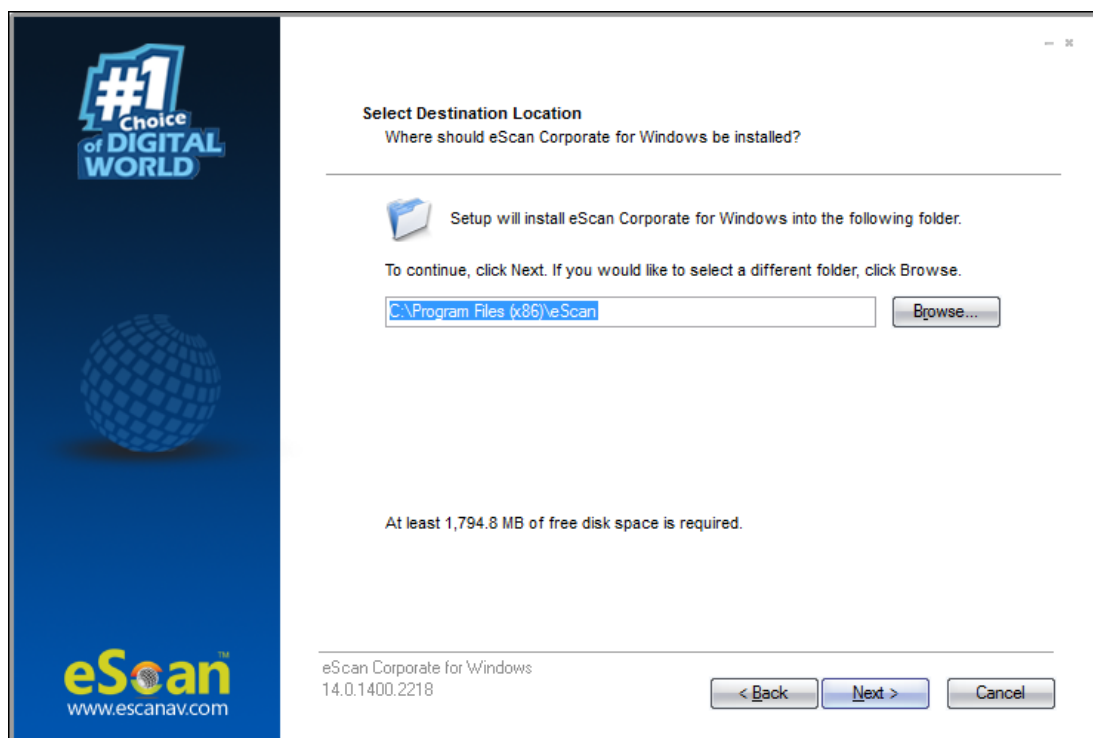 #1
Choice
of DIGITAL
WORLD
Select Destination Location
Where should eScan Corporate for Windows be installed?
Setup will install eScan Corporate for Windows into the following folder.
To continue, click Next. If you would like to select a different folder, click Browse.
C:\Program Files (x86)\eScan
Browse...
At least 1,794.8 MB of free disk space is required.
eScan™
www.escanav.com
eScan Corporate for Windows
14.0.1400.2218
< Back
Next >
Cancel